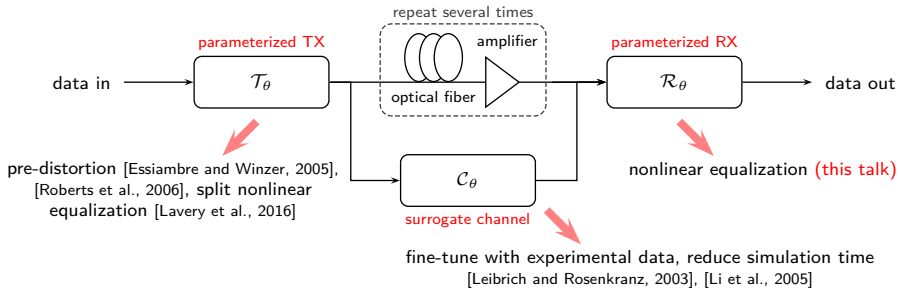 repeat several times
parameterized TX
amplifier
parameterized RX
data in
𝒯θ
optical fiber
ℛθ
data out
pre-distortion [Essiambre and Winzer, 2005],
[Roberts et al., 2006], split nonlinear
equalization [Lavery et al., 2016]
𝒞θ
surrogate channel
nonlinear equalization (this talk)
fine-tune with experimental data, reduce simulation time
[Leibrich and Rosenkranz, 2003], [Li et al., 2005]